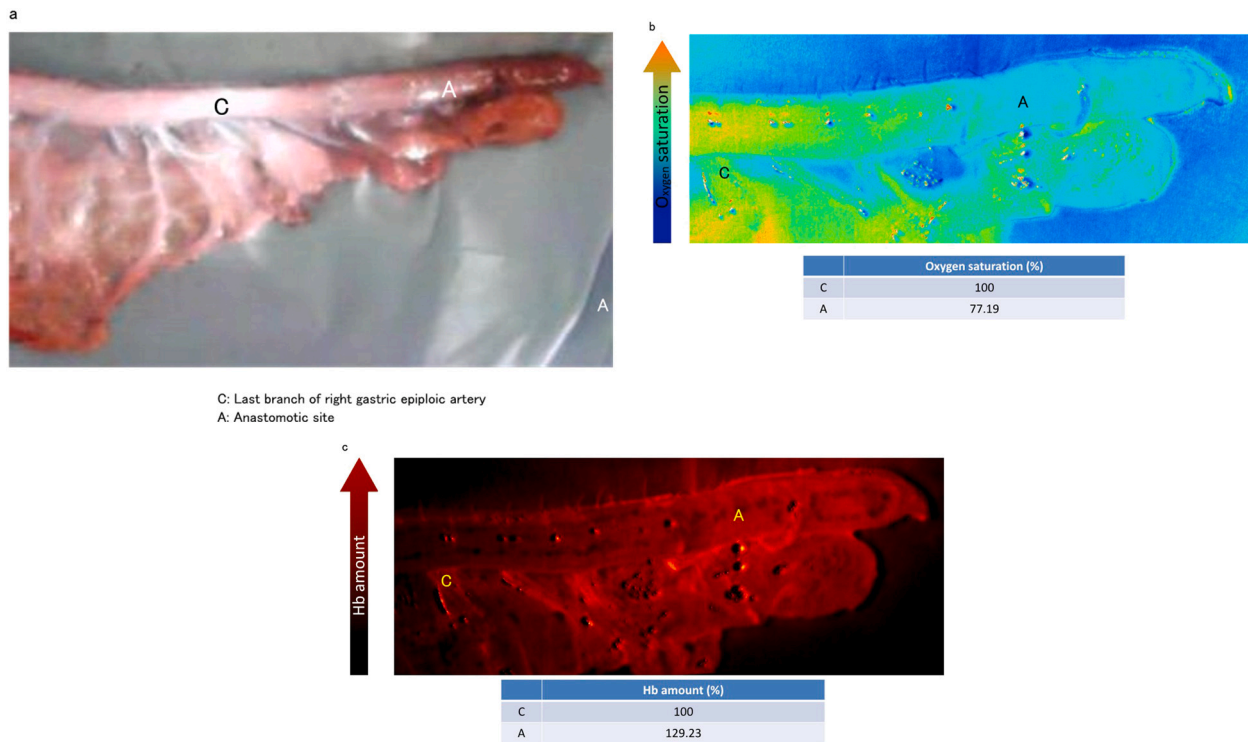 a
C
A
A
C: Last branch of right gastric epiploic artery
A: Anastomotic site
b
Oxygen saturation
A
C
Oxygen saturation (%)
C 100
A 77.19
c
Hb amount
A
C
Hb amount (%)
C 100
A 129.23